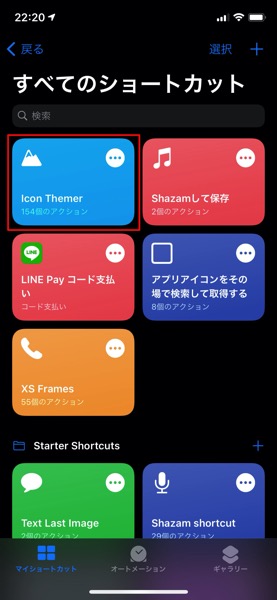 22:20
戻る
選択
すべてのショートカット
検索
Icon Themer
154個のアクション
Shazamして保存
2個のアクション
LINE
LINE Pay コード支払
い
コード支払い
アプリアイコンをその
場で検索して取得する
8個のアクション
XS Frames
55個のアクション
Starter Shortcuts
Text Last Image
2個のアクション
Shazam shortcut
29個のアクション
マイショートカット
オートメーション
ギャラリー